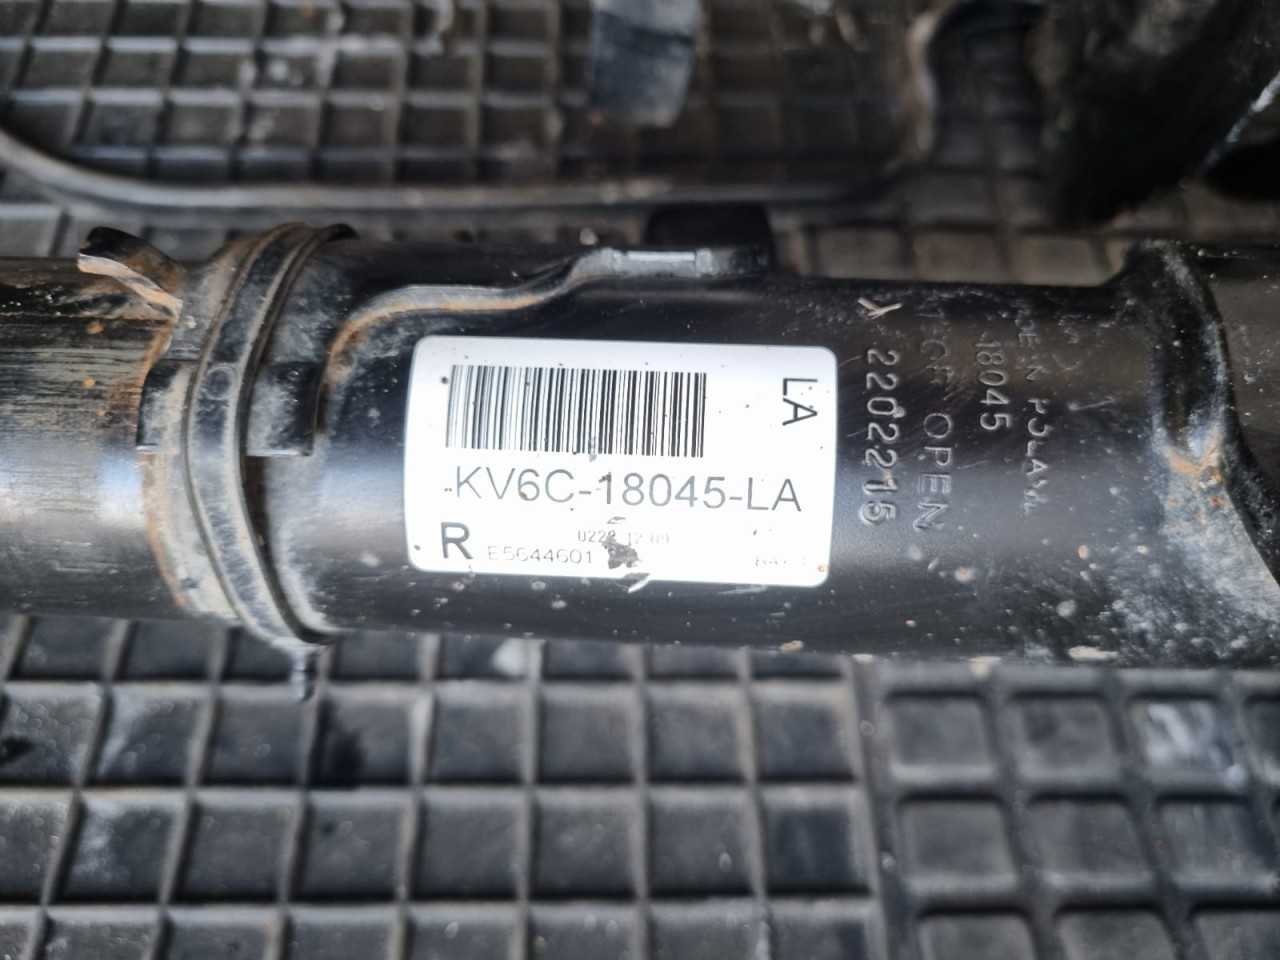 LA
KV6C-18045-LA
R
E5644601
2202215
OPEN
18045